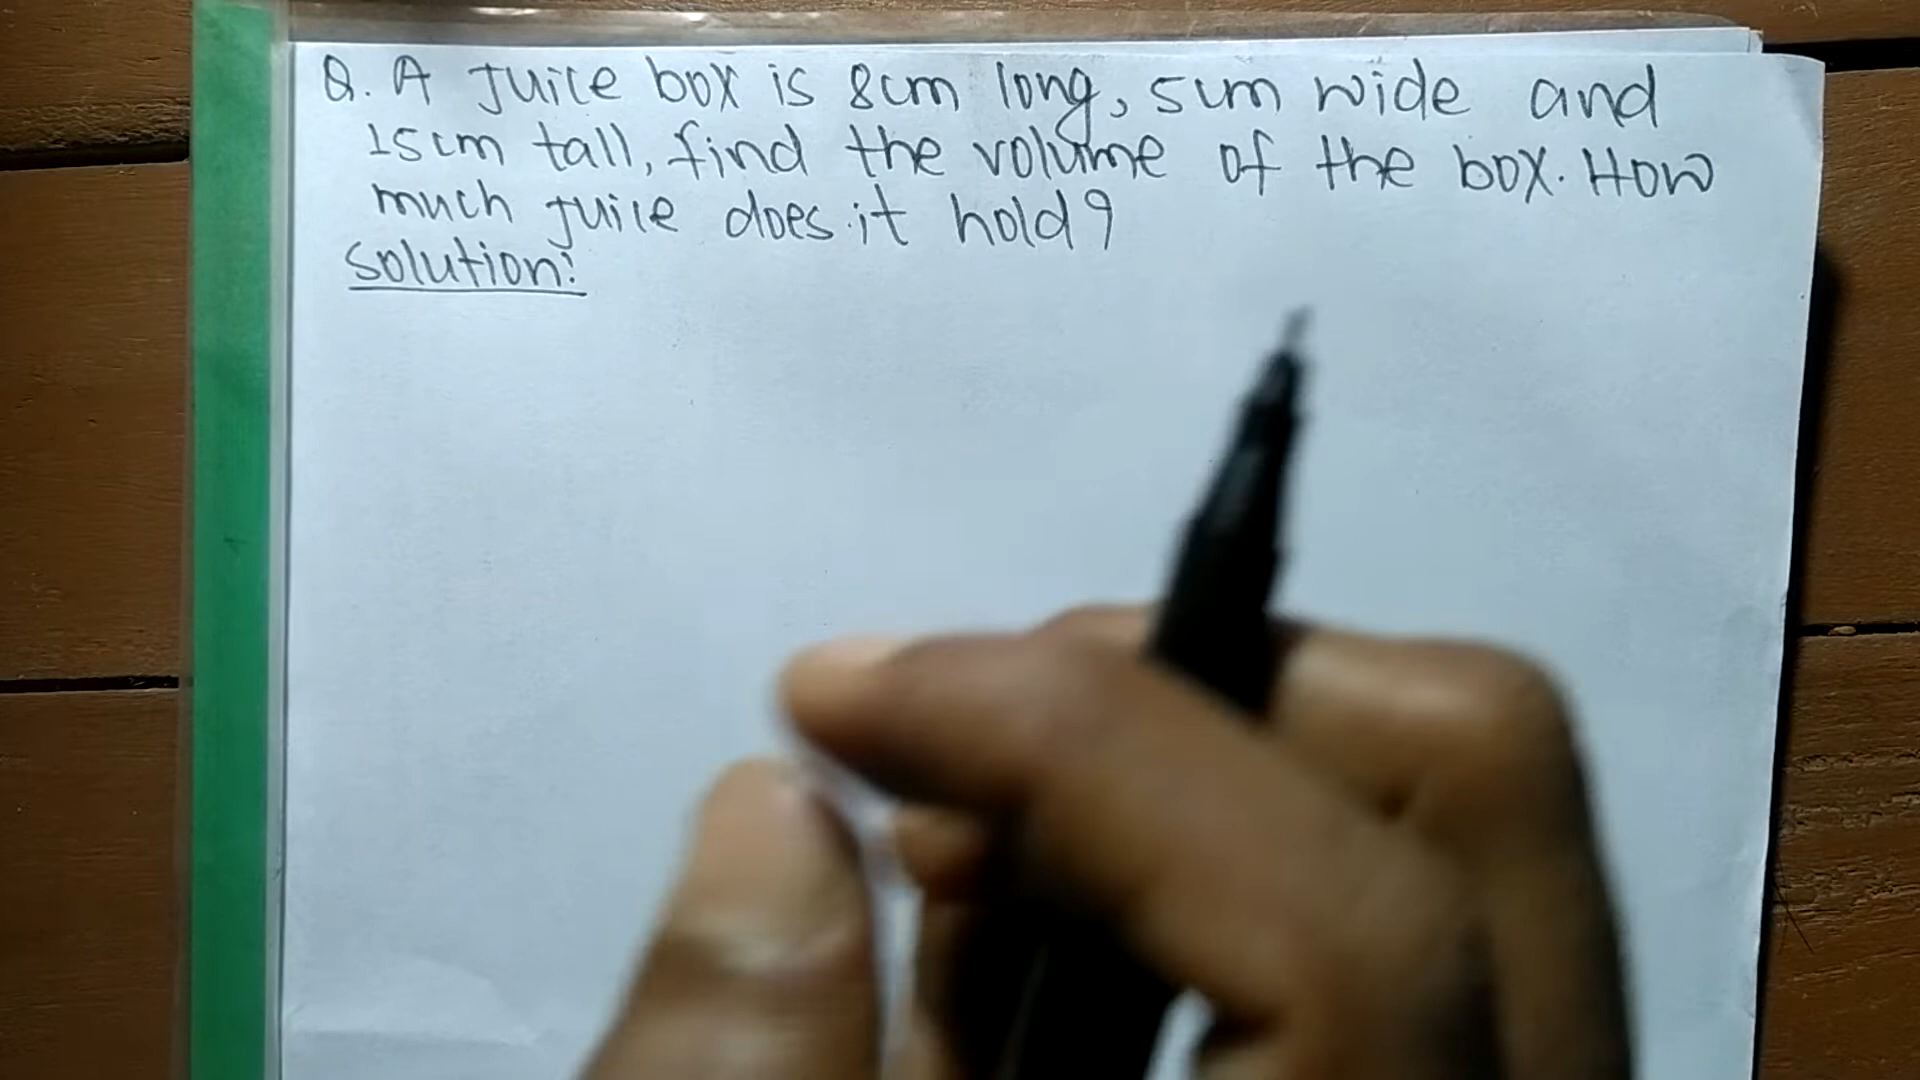 Q. A Juice box is 8cm long, 5cm wide and
15cm tall, find the volume of the box. How
much juice does it hold?
Solution: